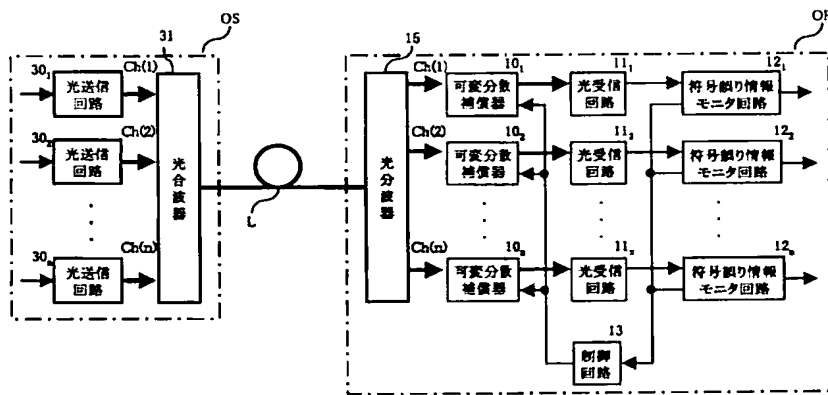 OS
OR
31
15
30₁
光送信
回路
Ch(1)
30₂
光送信
回路
Ch(2)
30ₙ
光送信
回路
Ch(n)
光合波器
L
光分波器
Ch(1)
10₁
可変分散
補償器
11₁
光受信
回路
12₁
符号誤り情報
モニタ回路
Ch(2)
10₂
可変分散
補償器
11₂
光受信
回路
12₂
符号誤り情報
モニタ回路
Ch(n)
10ₙ
可変分散
補償器
11ₙ
光受信
回路
12ₙ
符号誤り情報
モニタ回路
13
制御
回路